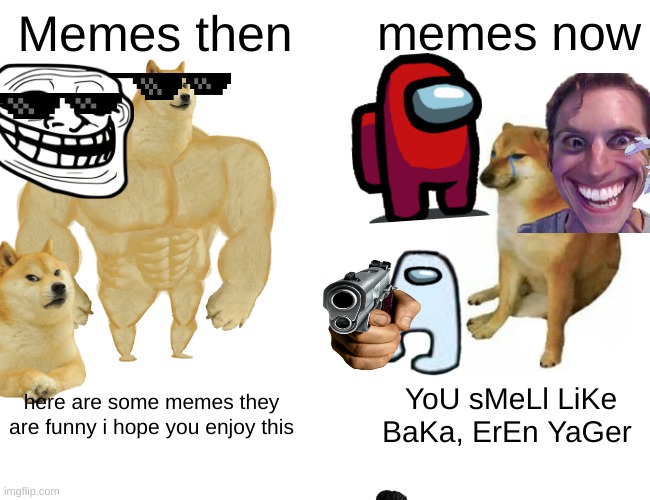 Memes then
memes now
here are some memes they
are funny i hope you enjoy this
YoU sMeLl LiKe
BaKa, ErEn YaGer
imgflip.com